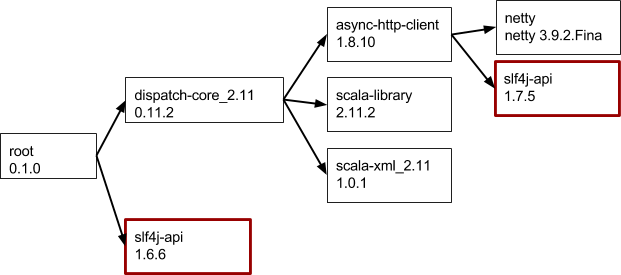 root
0.1.0
dispatch-core_2.11
0.11.2
slf4j-api
1.6.6
async-http-client
1.8.10
scala-library
2.11.2
scala-xml_2.11
1.0.1
netty
netty 3.9.2.Fina
slf4j-api
1.7.5